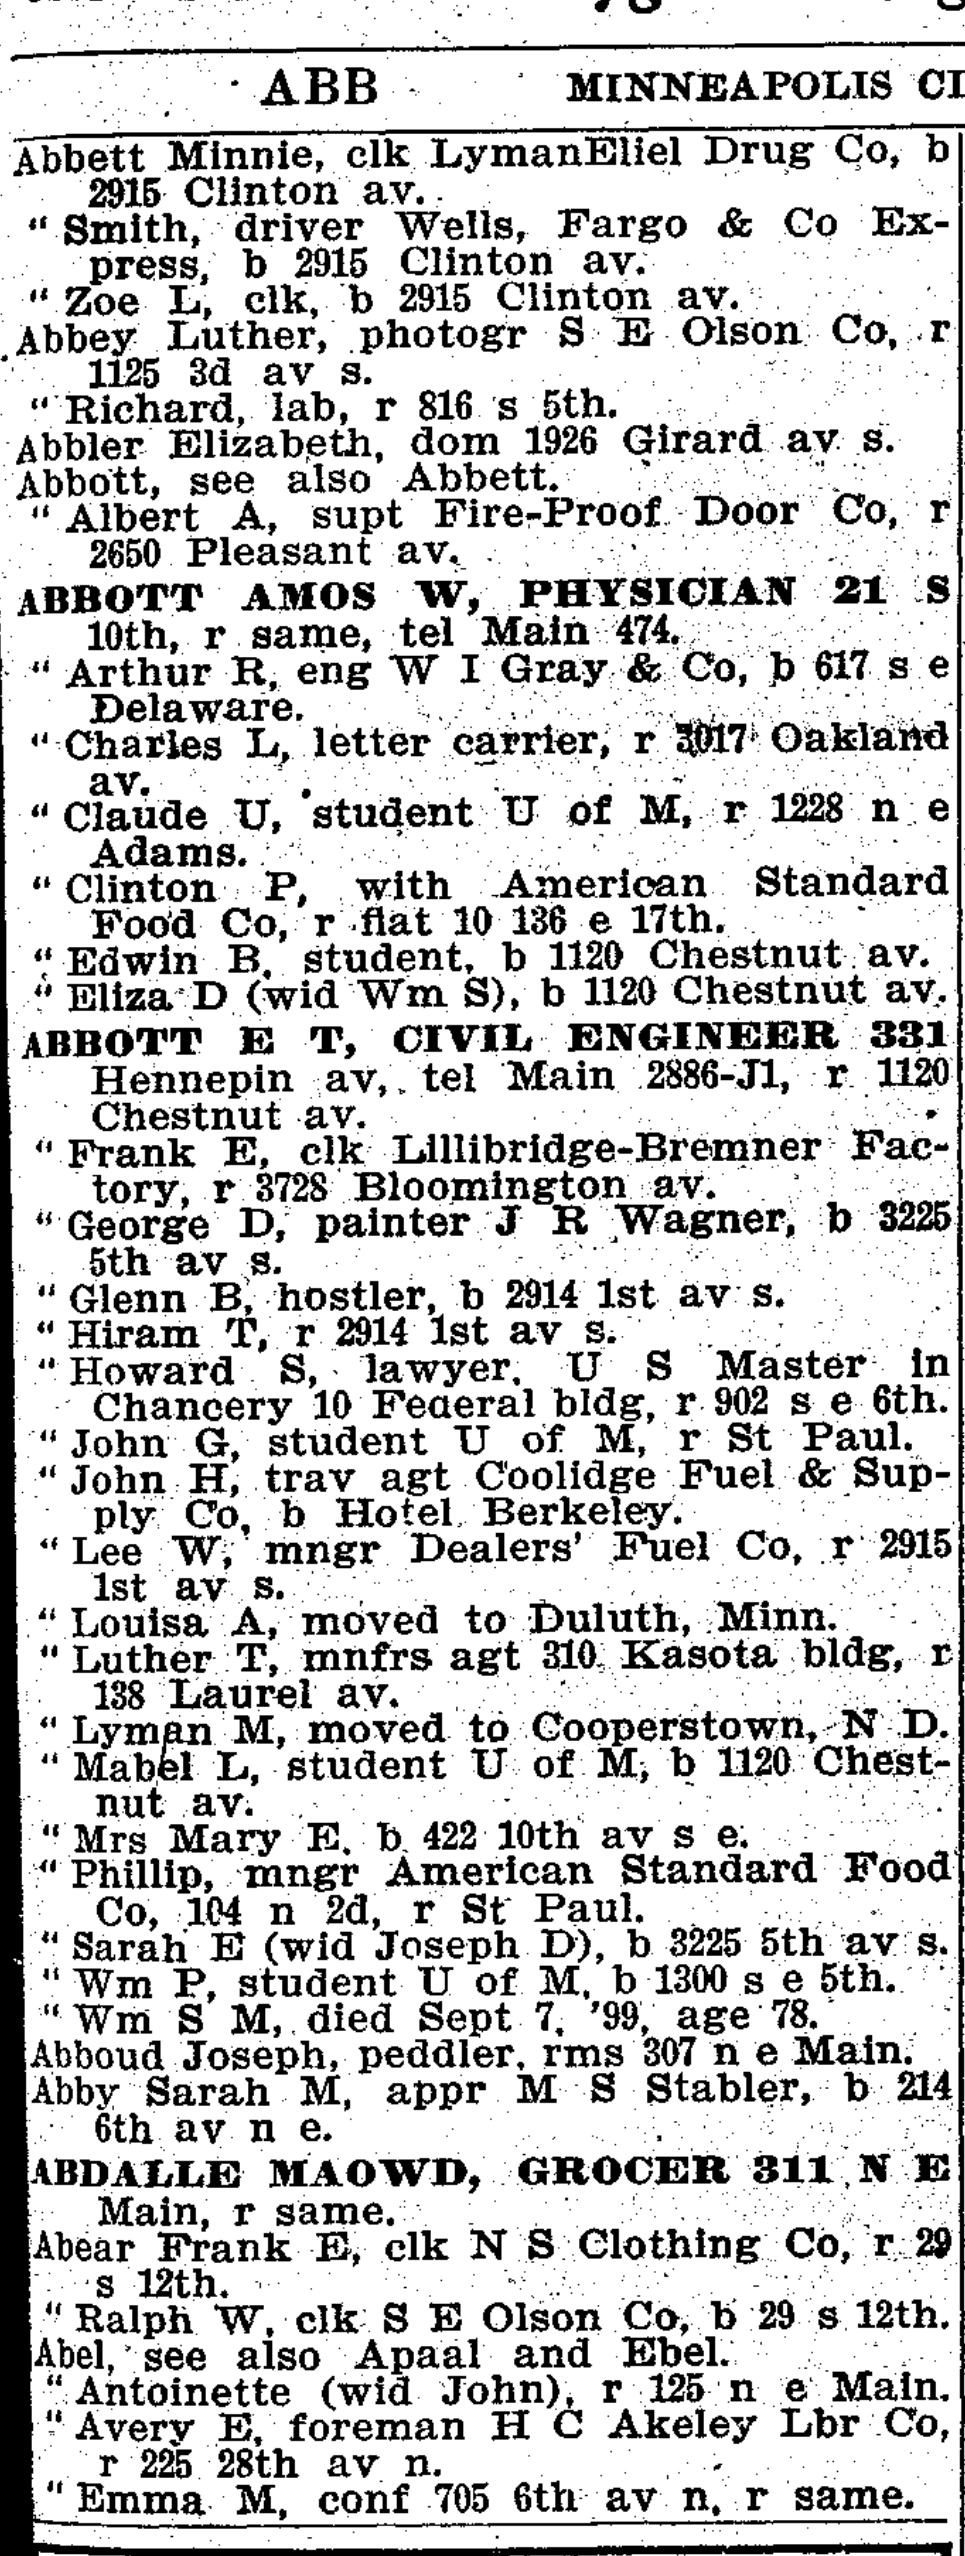 ABB MINNEAPOLIS CI
Abbett Minnie, clk LymanEliel Drug Co, b
2915 Clinton av.
" Smith, driver Wells, Fargo & Co Ex-
press, b 2915 Clinton av.
" Zoe L, clk, b 2915 Clinton av.
Abbey Luther, photogr S E Olson Co, r
1125 3d av s.
" Richard, lab, r 816 s 5th.
Abbler Elizabeth, dom 1926 Girard av s.
Abbott, see also Abbett.
" Albert A, supt Fire-Proof Door Co, r
2650 Pleasant av.
ABBOTT AMOS W, PHYSICIAN 21 S
10th, r same, tel Main 474.
" Arthur R, eng W I Gray & Co, b 617 s e
Delaware.
" Charles L, letter carrier, r 3017 Oakland
av.
" Claude U, student U of M, r 1228 n e
Adams.
" Clinton P, with American Standard
Food Co, r flat 10 136 e 17th.
" Edwin B, student, b 1120 Chestnut av.
" Eliza D (wid Wm S), b 1120 Chestnut av.
ABBOTT E T, CIVIL ENGINEER 331
Hennepin av, tel Main 2886-J1, r 1120
Chestnut av.
" Frank E, clk Lillibridge-Bremner Fac-
tory, r 3728 Bloomington av.
" George D, painter J R Wagner, b 3225
5th av s.
" Glenn B, hostler, b 2914 1st av s.
" Hiram T, r 2914 1st av s.
" Howard S, lawyer, U S Master in
Chancery 10 Federal bldg, r 902 s e 6th.
" John G, student U of M, r St Paul.
" John H, trav agt Coolidge Fuel & Sup-
ply Co, b Hotel Berkeley.
" Lee W, mngr Dealers' Fuel Co, r 2915
1st av s.
" Louisa A, moved to Duluth, Minn.
" Luther T, mnfrs agt 310 Kasota bldg, r
138 Laurel av.
" Lyman M, moved to Cooperstown, N D.
" Mabel L, student U of M, b 1120 Chest-
nut av.
" Mrs Mary E, b 422 10th av s e.
" Phillip, mngr American Standard Food
Co, 104 n 2d, r St Paul.
" Sarah E (wid Joseph D), b 3225 5th av s.
" Wm P, student U of M, b 1300 s e 5th.
" Wm S M, died Sept 7, '99, age 78.
Abboud Joseph, peddler, rms 307 n e Main.
Abby Sarah M, appr M S Stabler, b 214
6th av n e.
ABDALLE MAOWD, GROCER 311 N E
Main, r same.
Abear Frank E, clk N S Clothing Co, r 29
s 12th.
" Ralph W, clk S E Olson Co, b 29 s 12th.
Abel, see also Apaal and Ebel.
" Antoinette (wid John), r 125 n e Main.
" Avery E, foreman H C Akeley Lbr Co,
r 225 28th av n.
" Emma M, conf 705 6th av n, r same.